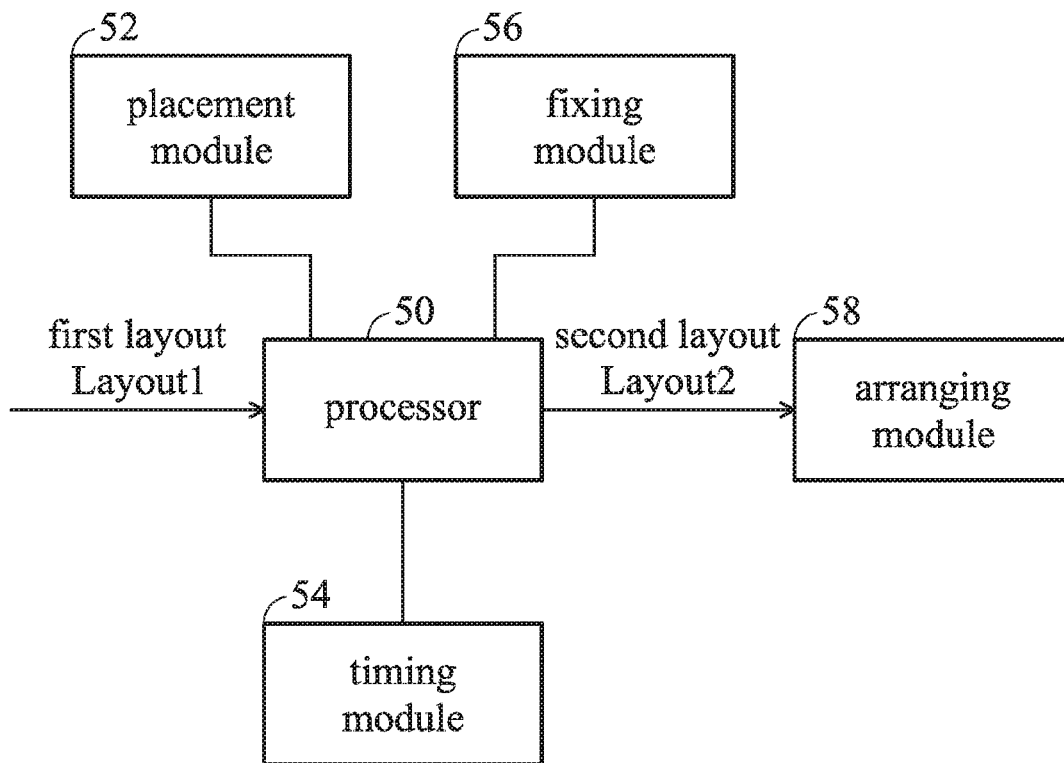 52
placement
module
56
fixing
module
first layout
Layout1
50
processor
second layout
Layout2
58
arranging
module
54
timing
module